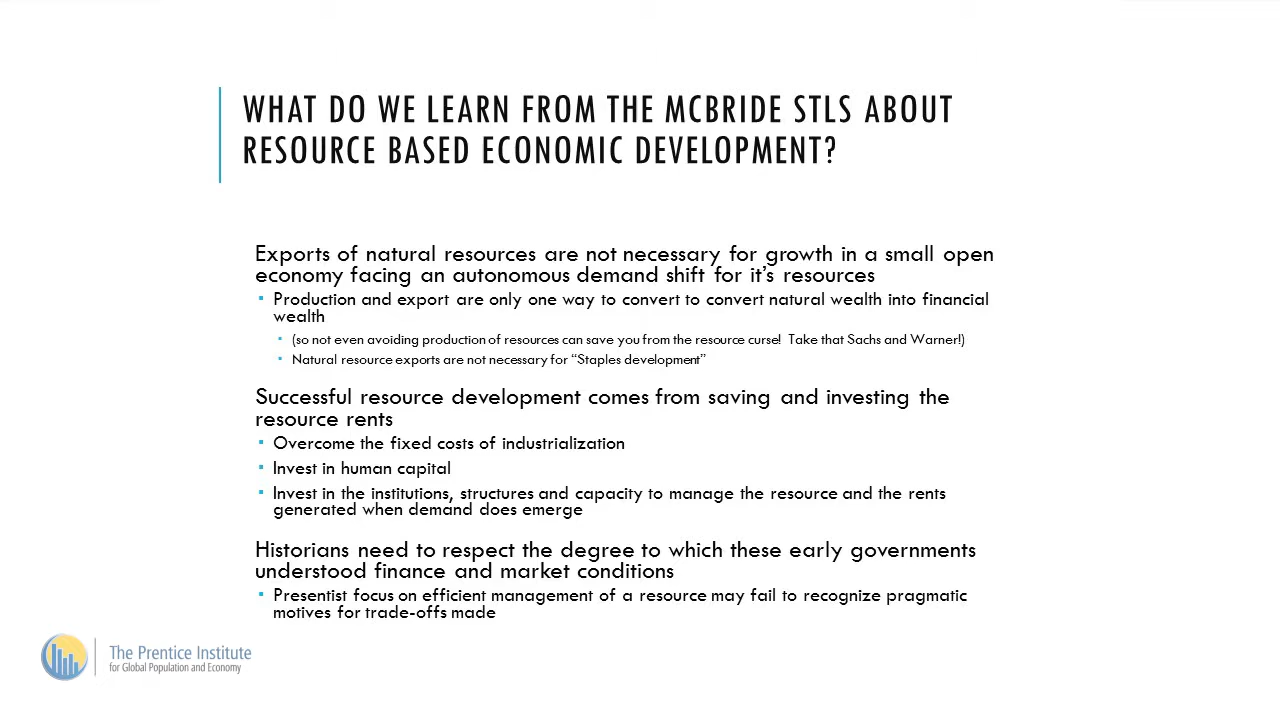 WHAT DO WE LEARN FROM THE MCBRIDE STLS ABOUT
RESOURCE BASED ECONOMIC DEVELOPMENT?
Exports of natural resources are not necessary for growth in a small open
economy facing an autonomous demand shift for it's resources
▪ Production and export are only one way to convert to convert natural wealth into financial
wealth
▪ (so not even avoiding production of resources can save you from the resource curse! Take that Sachs and Warner!)
▪ Natural resource exports are not necessary for "Staples development"
Successful resource development comes from saving and investing the
resource rents
▪ Overcome the fixed costs of industrialization
▪ Invest in human capital
▪ Invest in the institutions, structures and capacity to manage the resource and the rents
generated when demand does emerge
Historians need to respect the degree to which these early governments
understood finance and market conditions
▪ Presentist focus on efficient management of a resource may fail to recognize pragmatic
motives for trade-offs made
The Prentice Institute
for Global Population and Economy